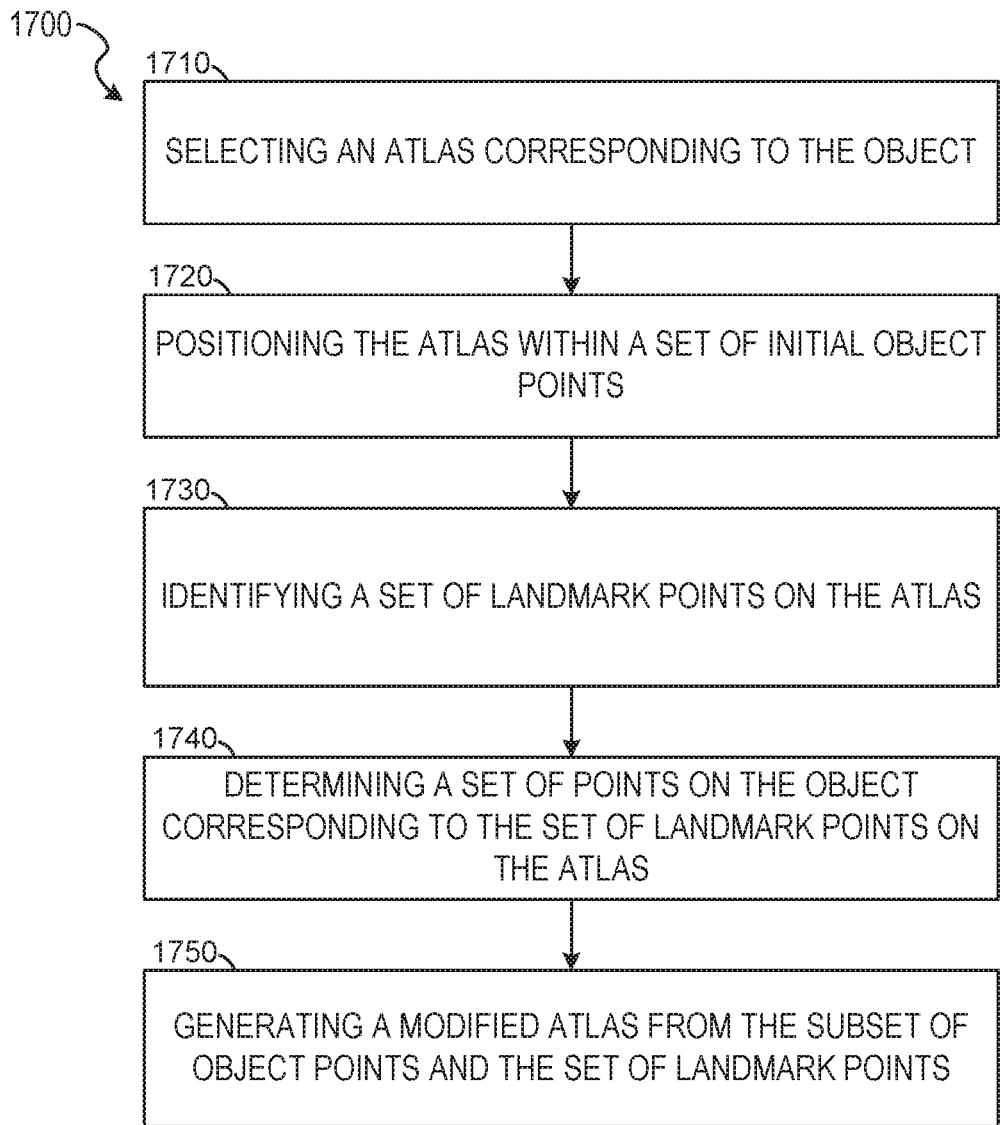 1700
1710
SELECTING AN ATLAS CORRESPONDING TO THE OBJECT
1720
POSITIONING THE ATLAS WITHIN A SET OF INITIAL OBJECT
POINTS
1730
IDENTIFYING A SET OF LANDMARK POINTS ON THE ATLAS
1740
DETERMINING A SET OF POINTS ON THE OBJECT
CORRESPONDING TO THE SET OF LANDMARK POINTS ON
THE ATLAS
1750
GENERATING A MODIFIED ATLAS FROM THE SUBSET OF
OBJECT POINTS AND THE SET OF LANDMARK POINTS